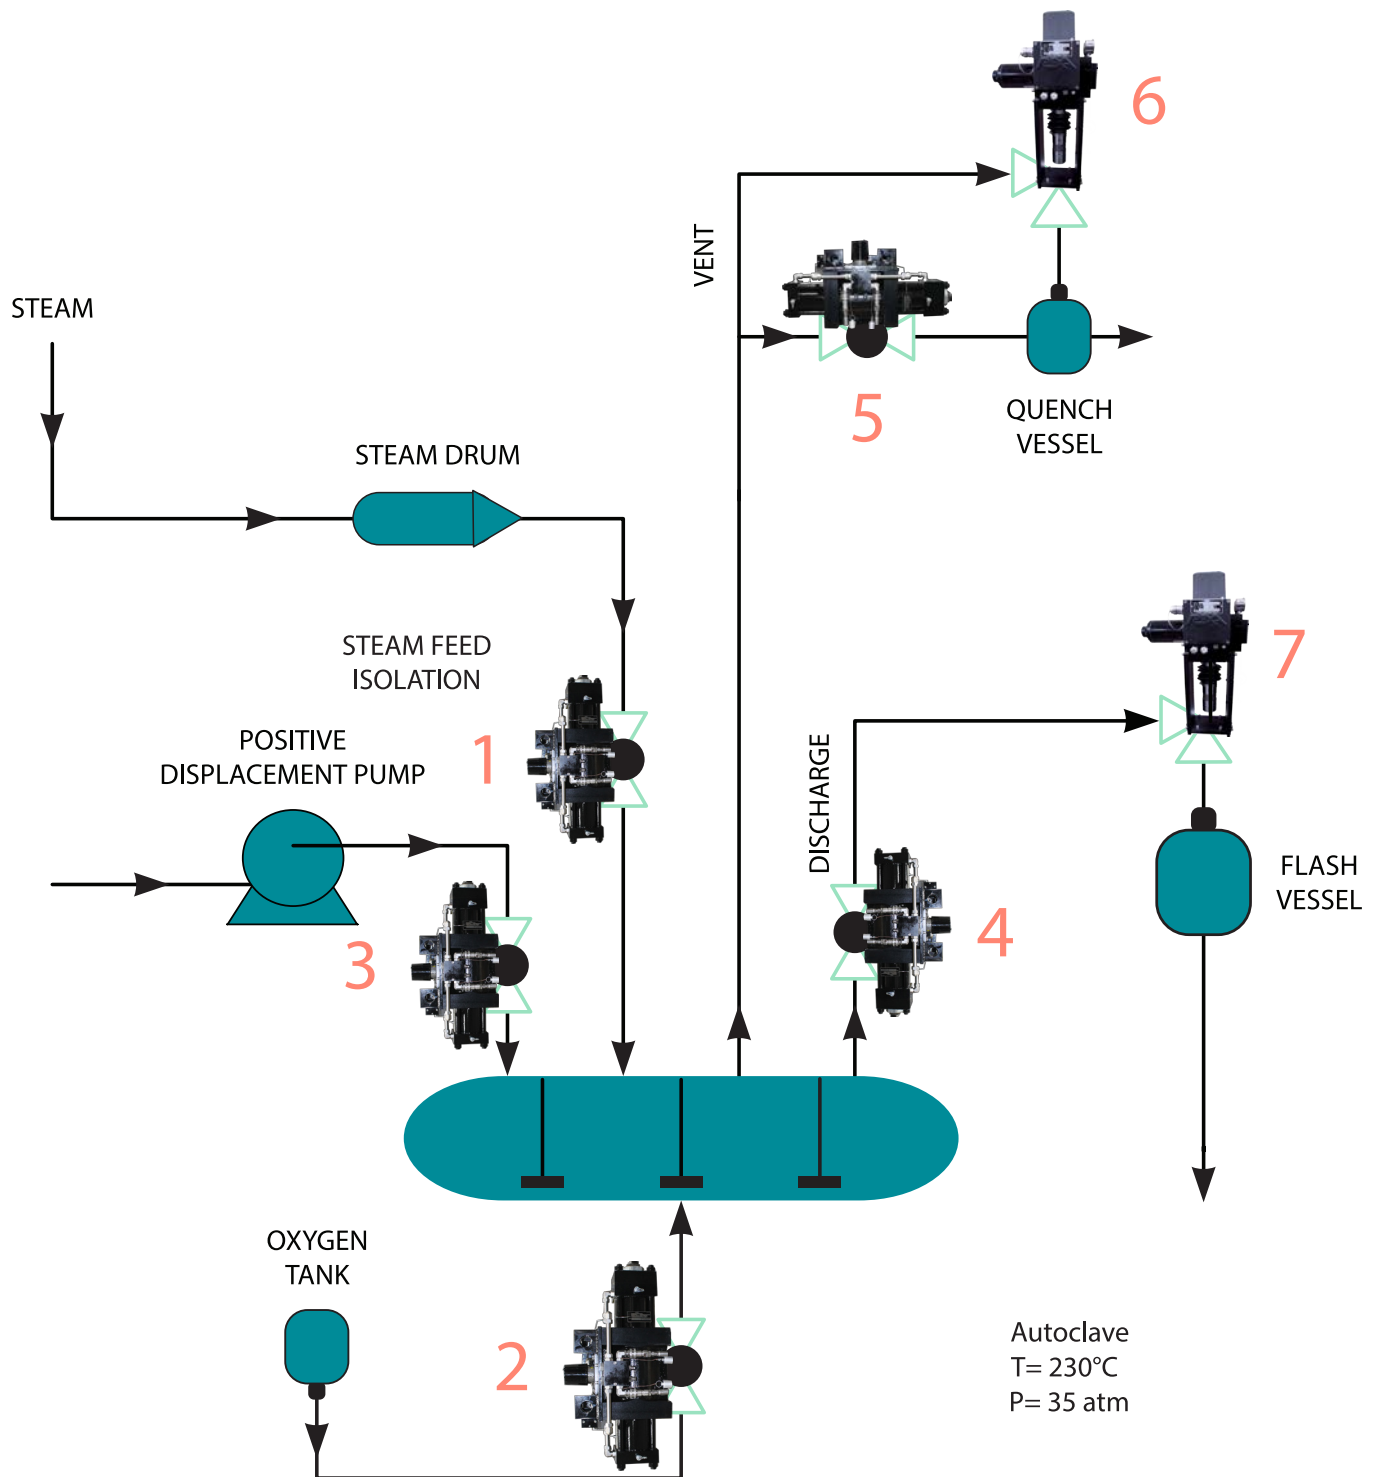 6
VENT
STEAM
5
QUENCH
VESSEL
STEAM DRUM
STEAM FEED
ISOLATION
7
POSITIVE
DISPLACEMENT PUMP
1
DISCHARGE
FLASH
VESSEL
3
4
OXYGEN
TANK
2
Autoclave
T= 230°C
P= 35 atm